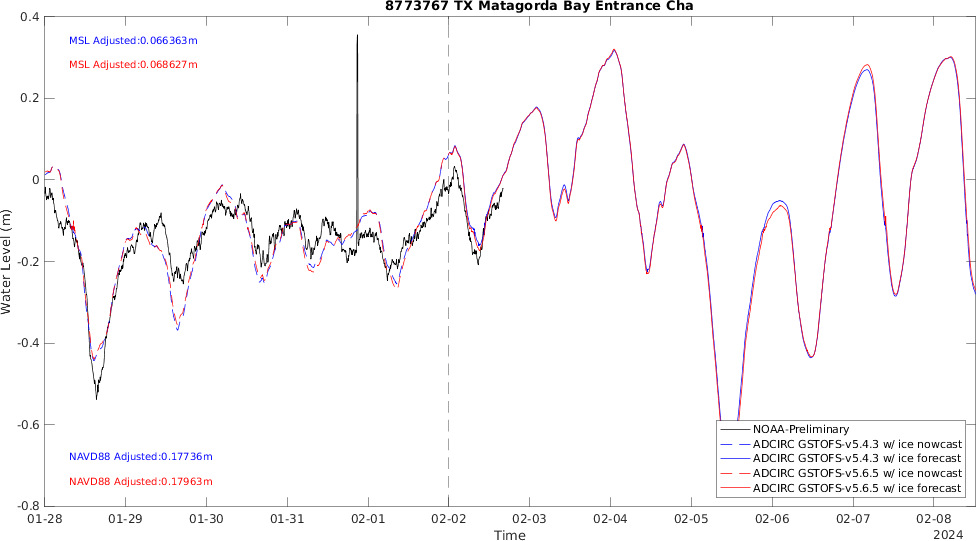 8773767 TX Matagorda Bay Entrance Cha
MSL Adjusted:0.066363m
MSL Adjusted:0.068627m
NAVD88 Adjusted:0.17736m
NAVD88 Adjusted:0.17963m
Water Level (m)
0.4
0.2
0
-0.2
-0.4
-0.6
-0.8
NOAA-Preliminary
ADCIRC GSTOFS-v5.4.3 w/ ice nowcast
ADCIRC GSTOFS-v5.4.3 w/ ice forecast
ADCIRC GSTOFS-v5.6.5 w/ ice nowcast
ADCIRC GSTOFS-v5.6.5 w/ ice forecast
01-28 01-29 01-30 01-31 02-01 02-02 02-03 02-04 02-05 02-06 02-07 02-08
Time
2024